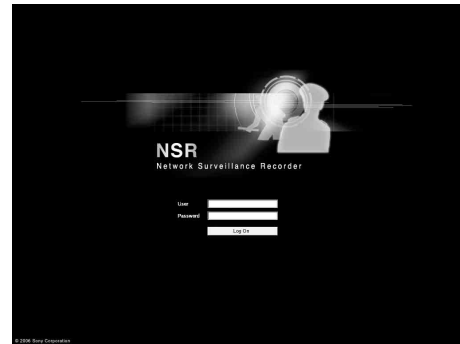 NSR
Network Surveillance Recorder
User
Password
Log On
© 2006 Sony Corporation